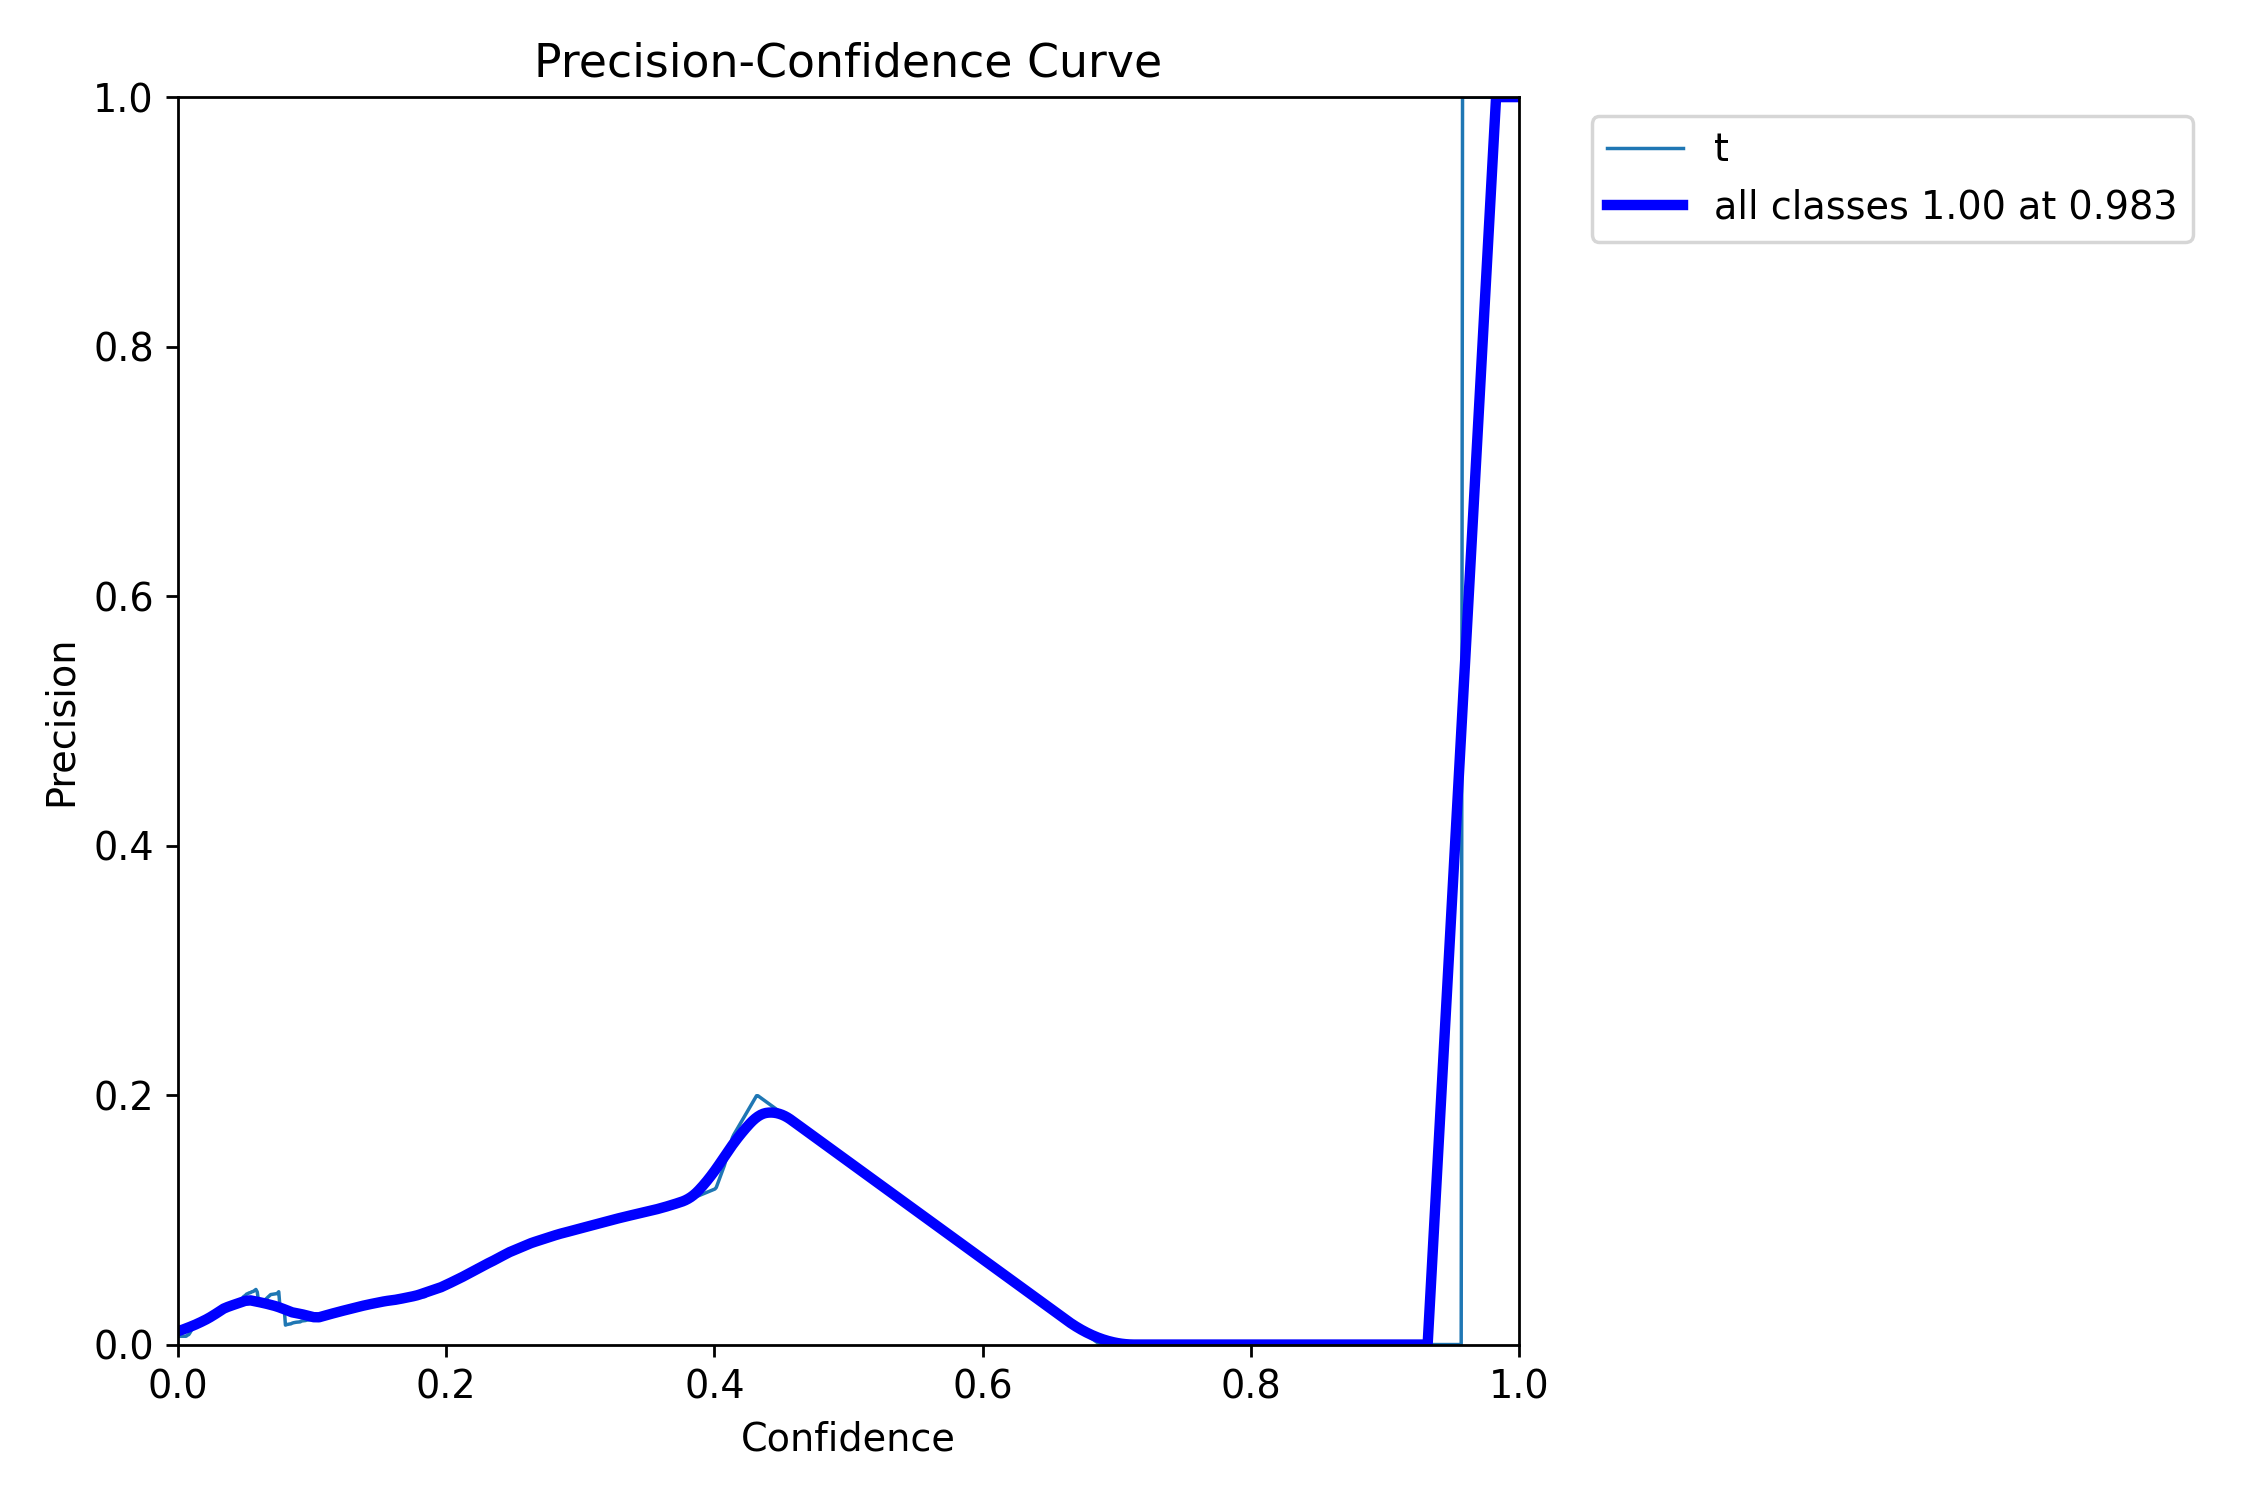 Precision-Confidence Curve
1.0
0.8
0.6
0.4
0.2
0.0
Precision
0.0 0.2 0.4 0.6 0.8 1.0
Confidence
t
all classes 1.00 at 0.983